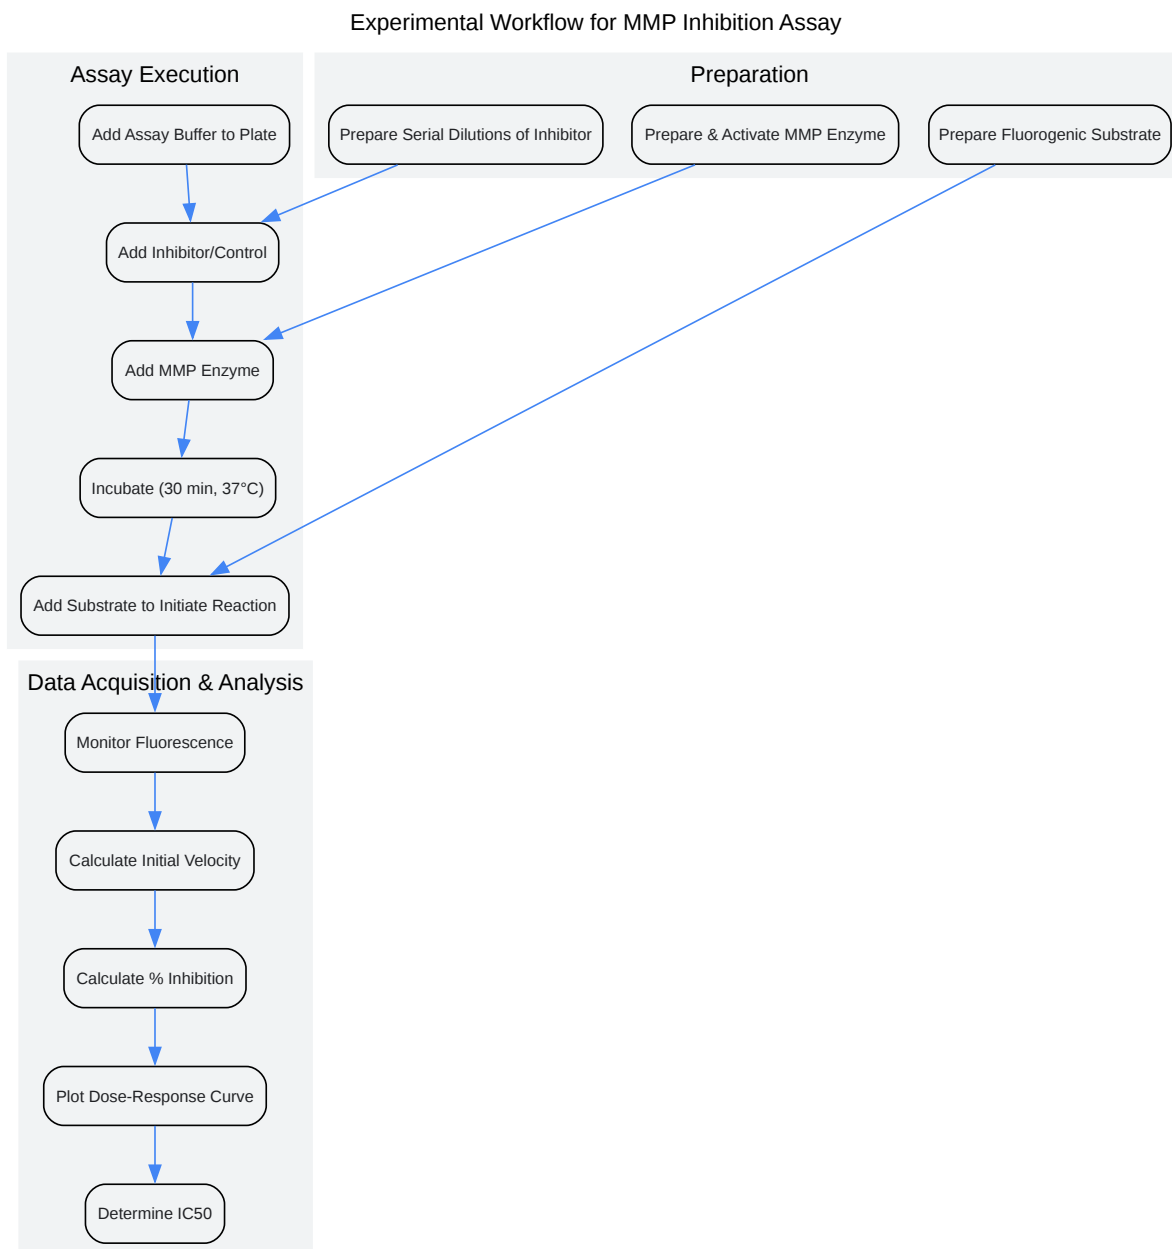 Experimental Workflow for MMP Inhibition Assay
Assay Execution
Preparation
Add Assay Buffer to Plate
Prepare Serial Dilutions of Inhibitor
Prepare & Activate MMP Enzyme
Prepare Fluorogenic Substrate
Add Inhibitor/Control
Add MMP Enzyme
Incubate (30 min, 37°C)
Add Substrate to Initiate Reaction
Data Acquisition & Analysis
Monitor Fluorescence
Calculate Initial Velocity
Calculate % Inhibition
Plot Dose-Response Curve
Determine IC50